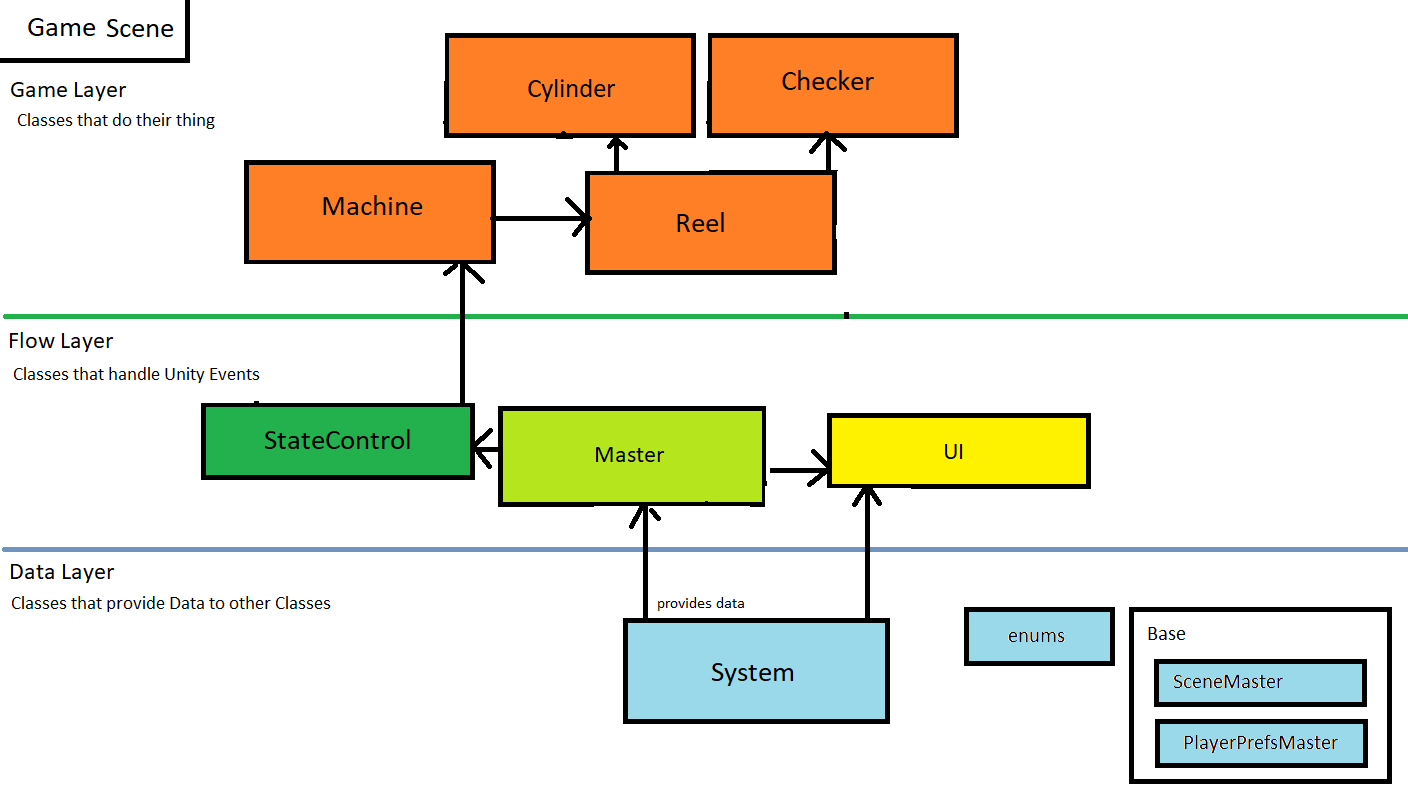 Game Scene
Game Layer
Classes that do their thing
Cylinder
Checker
Machine
Reel
Flow Layer
Classes that handle Unity Events
StateControl
Master
UI
Data Layer
Classes that provide Data to other Classes
provides data
System
enums
Base
SceneMaster
PlayerPrefsMaster